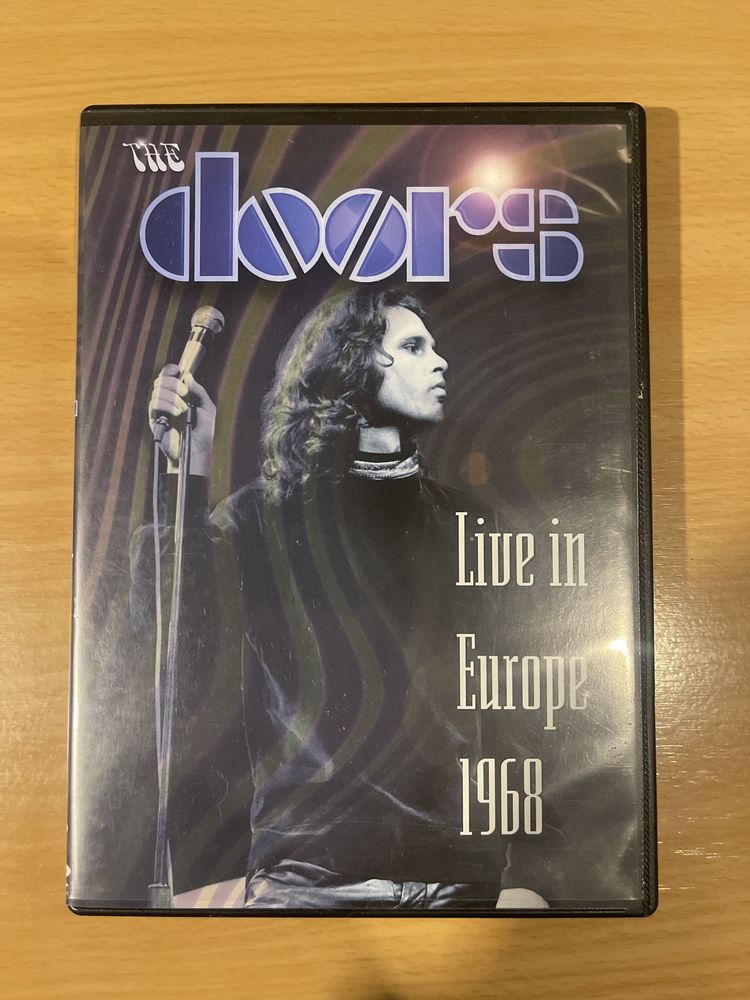 THE
doors
Live in
Europe
1968